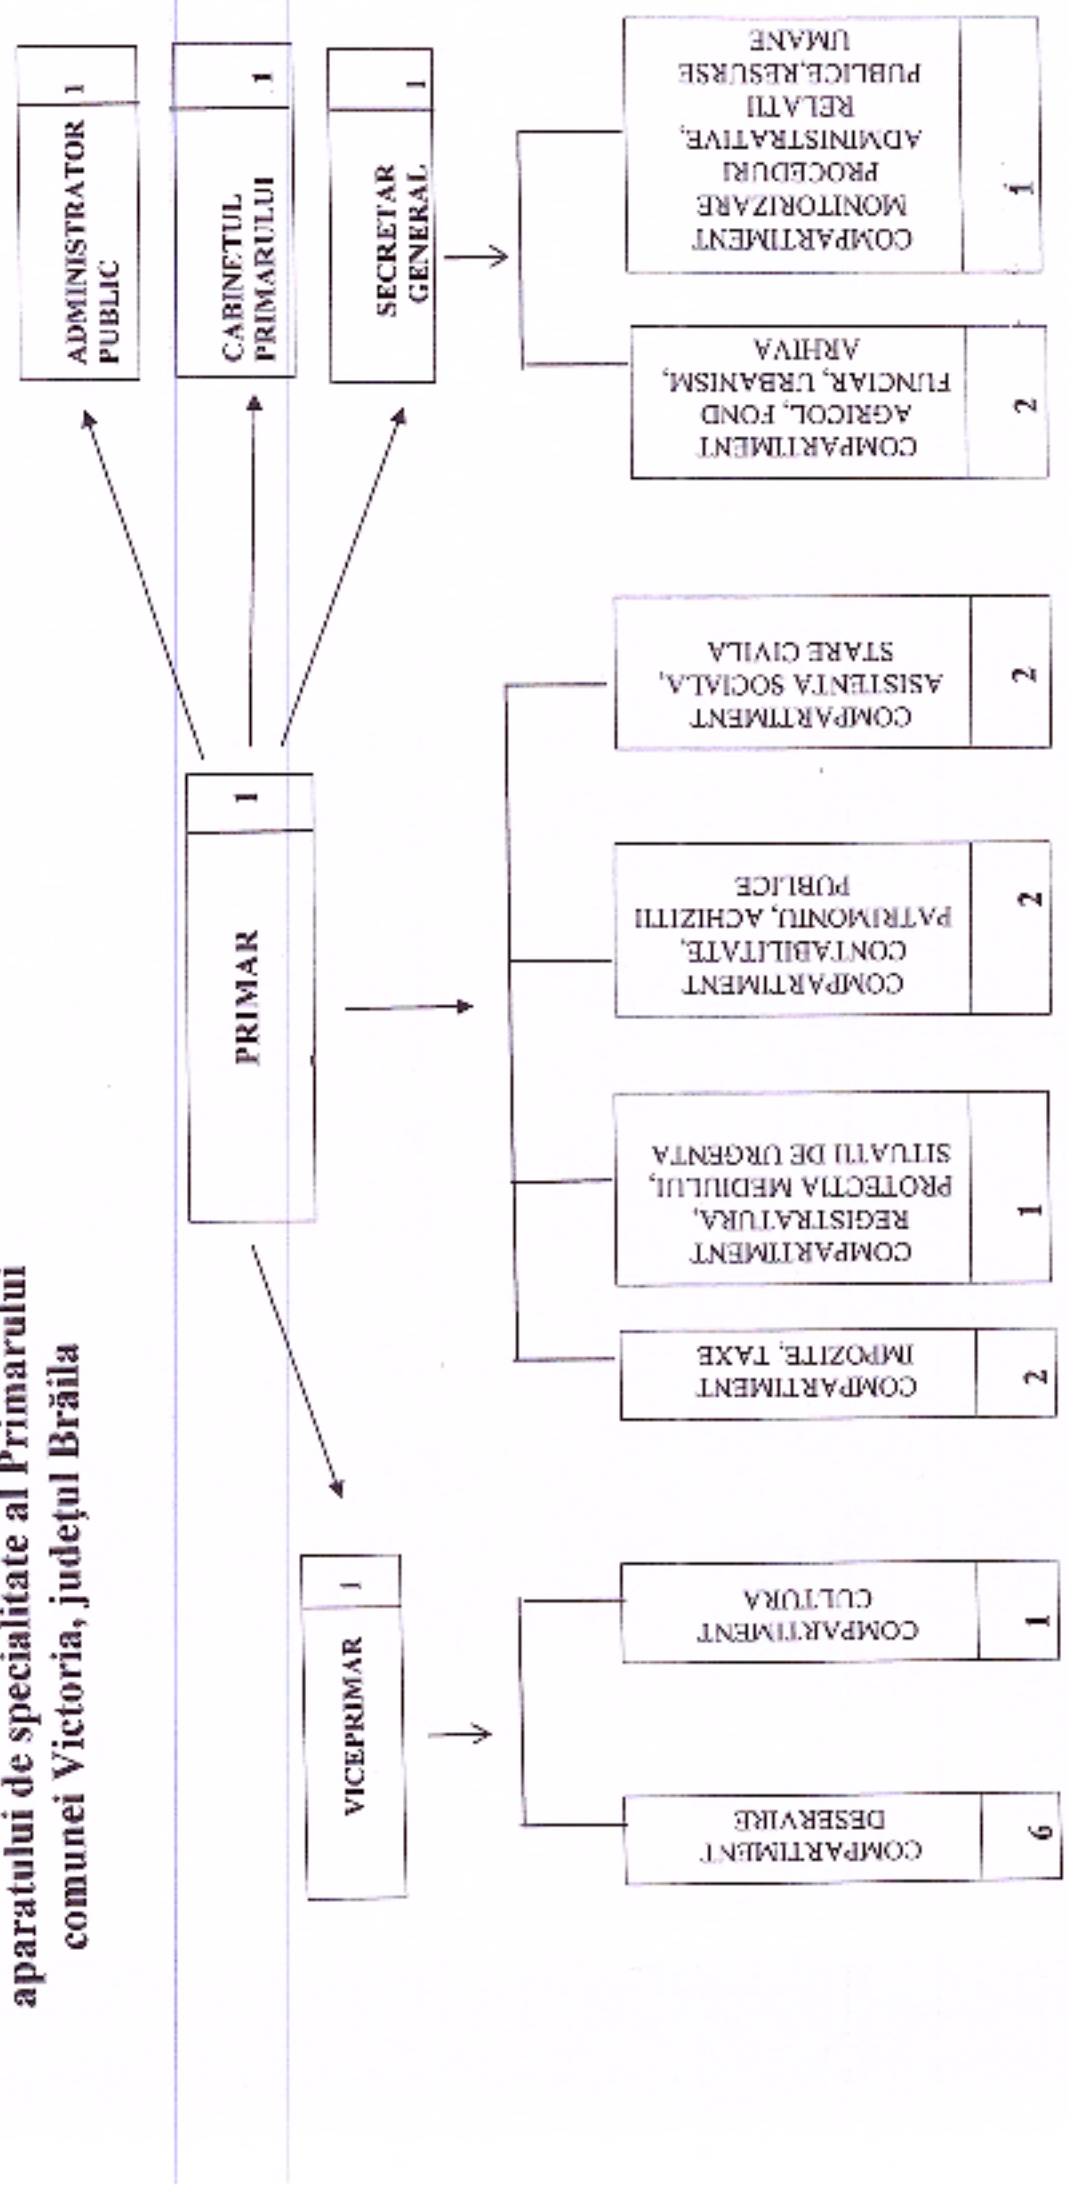 aparatului de specialitate al Primarului
comunei Victoria, județul Brăila
ADMINISTRATOR
PUBLIC
1
CABINETUL
PRIMARULUI
1
SECRETAR
GENERAL
1
PRIMAR
1
VICEPRIMAR
1
COMPARTIMENT
DESERVIRE
6
COMPARTIMENT
CULTURA
1
COMPARTIMENT
IMPOZITE, TAXE
2
COMPARTIMENT
REGISTRATURA,
PROTECTIA MEDIULUI,
SITUATII DE URGENTA
1
COMPARTIMENT
CONTABILITATE,
PATRIMONIU, ACHIZITII
PUBLICE
2
COMPARTIMENT
ASISTENTA SOCIALA,
STARE CIVILA
2
COMPARTIMENT
AGRICOL, FOND
FUNCIAR, URBANISM,
ARHIVA
2
COMPARTIMENT
MONITORIZARE
PROCEDURI
ADMINISTRATIVE,
RELATII
PUBLICE,RESURSE
UMANE
1